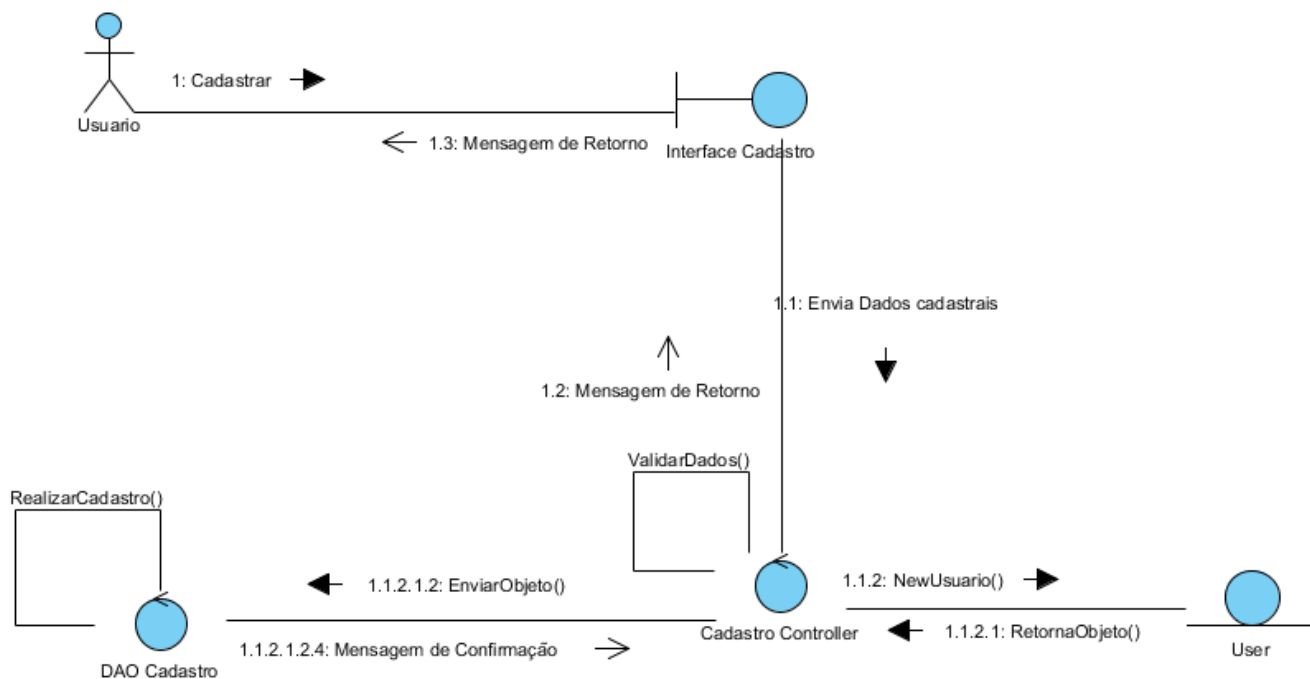 1: Cadastrar
Usuario
1.3: Mensagem de Retorno
Interface Cadastro
1.1: Envia Dados cadastrais
1.2: Mensagem de Retorno
ValidarDados()
RealizarCadastro()
1.1.2.1.2: EnviarObjeto()
1.1.2: NewUsuario()
Cadastro Controller
1.1.2.1: RetornaObjeto()
1.1.2.1.2.4: Mensagem de Confirmação
User
DAO Cadastro